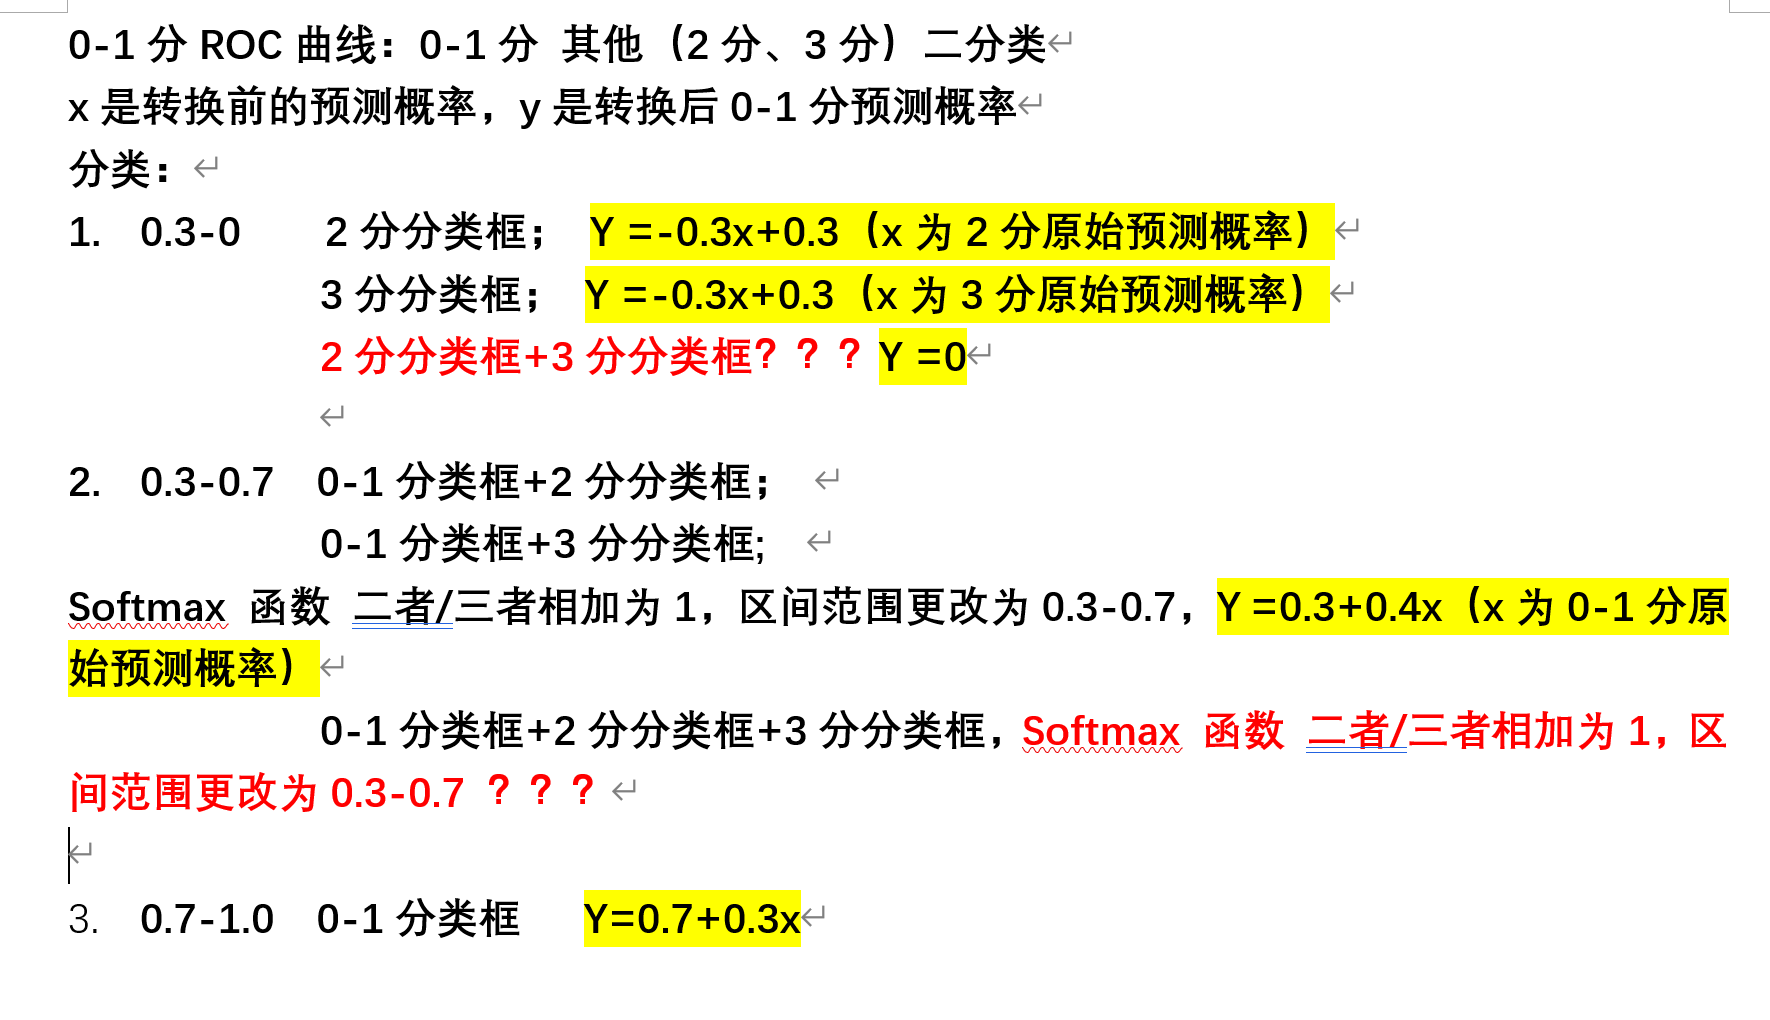 0-1 分 ROC 曲线：0-1 分 其他（2 分、3 分）二分类
x 是转换前的预测概率，y 是转换后 0-1 分预测概率
分类：
1. 0.3-0 2 分分类框； Y =-0.3x+0.3（x 为 2 分原始预测概率）
3 分分类框； Y =-0.3x+0.3（x 为 3 分原始预测概率）
2 分分类框+3 分分类框？？？Y =0
2. 0.3-0.7 0-1 分类框+2 分分类框；
0-1 分类框+3 分分类框;
Softmax 函数 二者/三者相加为 1，区间范围更改为 0.3-0.7，Y =0.3+0.4x（x 为 0-1 分原
始预测概率）
0-1 分类框+2 分分类框+3 分分类框，Softmax 函数 二者/三者相加为 1，区
间范围更改为 0.3-0.7 ？？？
3. 0.7-1.0 0-1 分类框 Y=0.7+0.3x